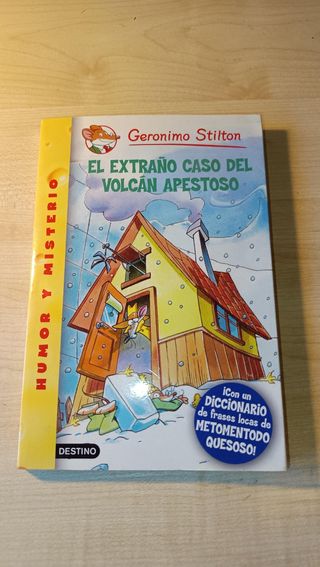 Geronimo Stilton
EL EXTRAÑO CASO DEL
VOLCÁN APESTOSO
HUMOR Y MISTERIO
¡Con un
DICCIONARIO
de frases locas de
METOMENTODO
QUESOSO!
DESTINO